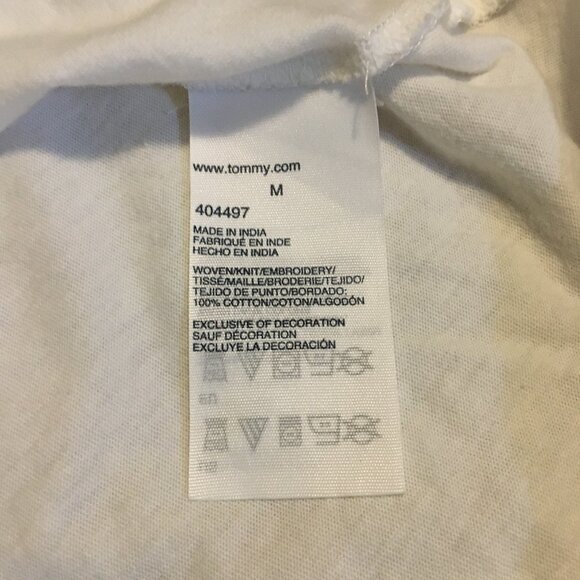 www.tommy.com
M
404497
MADE IN INDIA
FABRIQUÉ EN INDE
HECHO EN INDIA
WOVEN/KNIT/EMBROIDERY/
TISSÉ/MAILLE/BRODERIE/TEJIDO/
TEJIDO DE PUNTO/BORDADO:
100% COTTON/COTON/ALGODÓN
EXCLUSIVE OF DECORATION
SAUF DÉCORATION
EXCLUYE LA DECORACIÓN